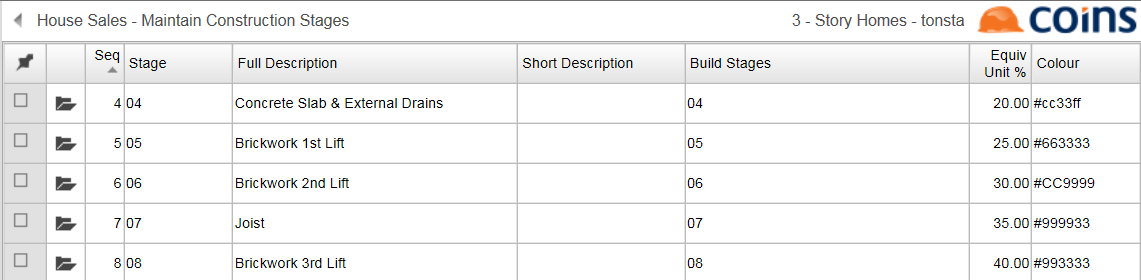 House Sales - Maintain Construction Stages 3 - Story Homes - tonsta COINS
Seq Stage Full Description Short Description Build Stages Equiv Unit % Colour
4 04 Concrete Slab & External Drains 04 20.00 #cc33ff
5 05 Brickwork 1st Lift 05 25.00 #663333
6 06 Brickwork 2nd Lift 06 30.00 #CC9999
7 07 Joist 07 35.00 #999933
8 08 Brickwork 3rd Lift 08 40.00 #993333